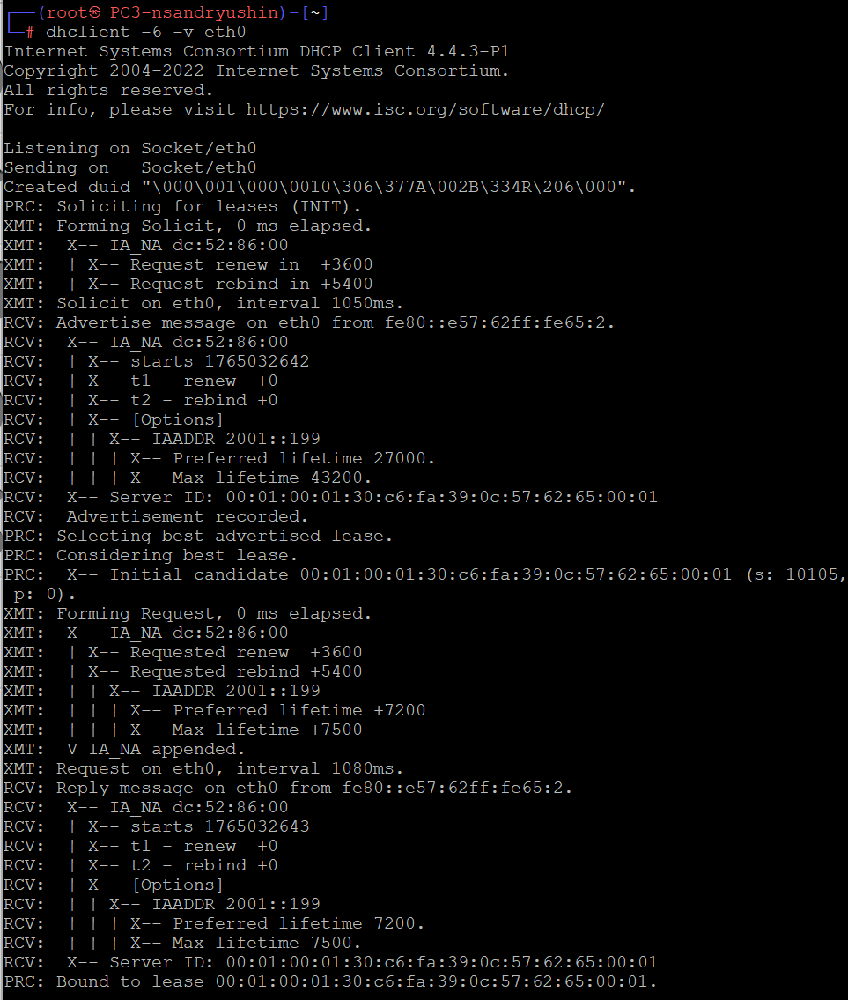 ┌──(root㉿ PC3-nsandryushin)-[~]
└─# dhclient -6 -v eth0
Internet Systems Consortium DHCP Client 4.4.3-P1
Copyright 2004-2022 Internet Systems Consortium.
All rights reserved.
For info, please visit https://www.isc.org/software/dhcp/

Listening on Socket/eth0
Sending on   Socket/eth0
Created duid "\000\001\000\0010\306\377A\002B\334R\206\000".
PRC: Soliciting for leases (INIT).
XMT: Forming Solicit, 0 ms elapsed.
XMT:  X-- IA_NA dc:52:86:00
XMT:  | X-- Request renew in  +3600
XMT:  | X-- Request rebind in +5400
XMT: Solicit on eth0, interval 1050ms.
RCV: Advertise message on eth0 from fe80::e57:62ff:fe65:2.
RCV:  X-- IA_NA dc:52:86:00
RCV:  | X-- starts 1765032642
RCV:  | X-- t1 - renew  +0
RCV:  | X-- t2 - rebind +0
RCV:  | X-- [Options]
RCV:  | | X-- IAADDR 2001::199
RCV:  | | | X-- Preferred lifetime 27000.
RCV:  | | | X-- Max lifetime 43200.
RCV:  X-- Server ID: 00:01:00:01:30:c6:fa:39:0c:57:62:65:00:01
RCV:  Advertisement recorded.
PRC: Selecting best advertised lease.
PRC: Considering best lease.
PRC:  X-- Initial candidate 00:01:00:01:30:c6:fa:39:0c:57:62:65:00:01 (s: 10105,
 p: 0).
XMT: Forming Request, 0 ms elapsed.
XMT:  X-- IA_NA dc:52:86:00
XMT:  | X-- Requested renew  +3600
XMT:  | X-- Requested rebind +5400
XMT:  | | X-- IAADDR 2001::199
XMT:  | | | X-- Preferred lifetime +7200
XMT:  | | | X-- Max lifetime +7500
XMT:  V IA_NA appended.
XMT: Request on eth0, interval 1080ms.
RCV: Reply message on eth0 from fe80::e57:62ff:fe65:2.
RCV:  X-- IA_NA dc:52:86:00
RCV:  | X-- starts 1765032643
RCV:  | X-- t1 - renew  +0
RCV:  | X-- t2 - rebind +0
RCV:  | X-- [Options]
RCV:  | | X-- IAADDR 2001::199
RCV:  | | | X-- Preferred lifetime 7200.
RCV:  | | | X-- Max lifetime 7500.
RCV:  X-- Server ID: 00:01:00:01:30:c6:fa:39:0c:57:62:65:00:01
PRC: Bound to lease 00:01:00:01:30:c6:fa:39:0c:57:62:65:00:01.